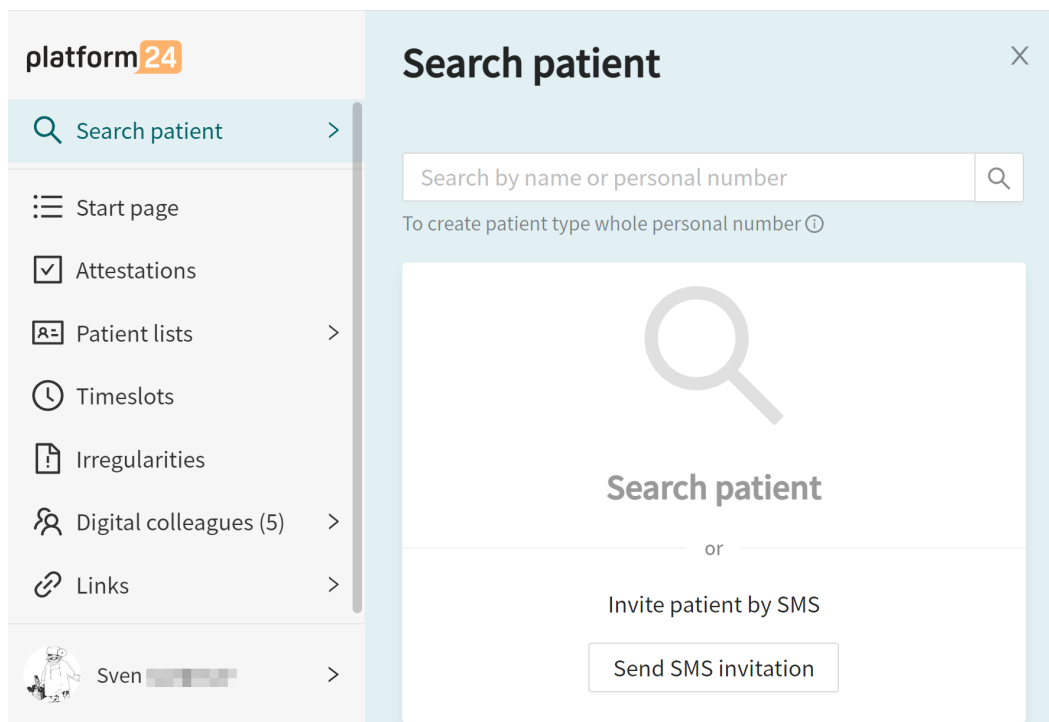 platform24
Search patient
Start page
Attestations
Patient lists
Timeslots
Irregularities
Digital colleagues (5)
Links
Sven
Search patient
Search by name or personal number
To create patient type whole personal number
Search patient
or
Invite patient by SMS
Send SMS invitation